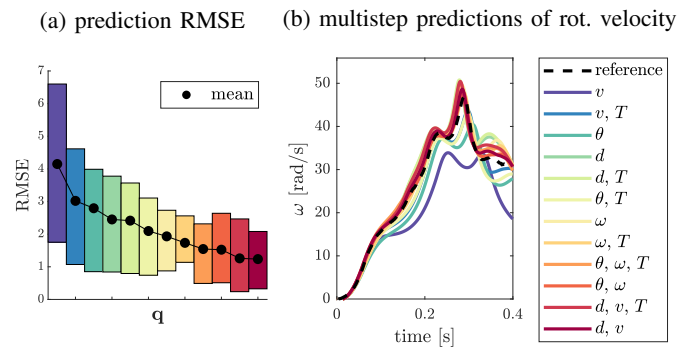 (a) prediction RMSE
(b) multistep predictions of rot. velocity
7
6
5
4
3
2
1
0
RMSE
mean
q
50
40
30
20
10
0
ω [rad/s]
0
0.2
0.4
time [s]
reference
v
v, T
θ
d
d, T
θ, T
ω
ω, T
θ, ω, T
θ, ω
d, v, T
d, v